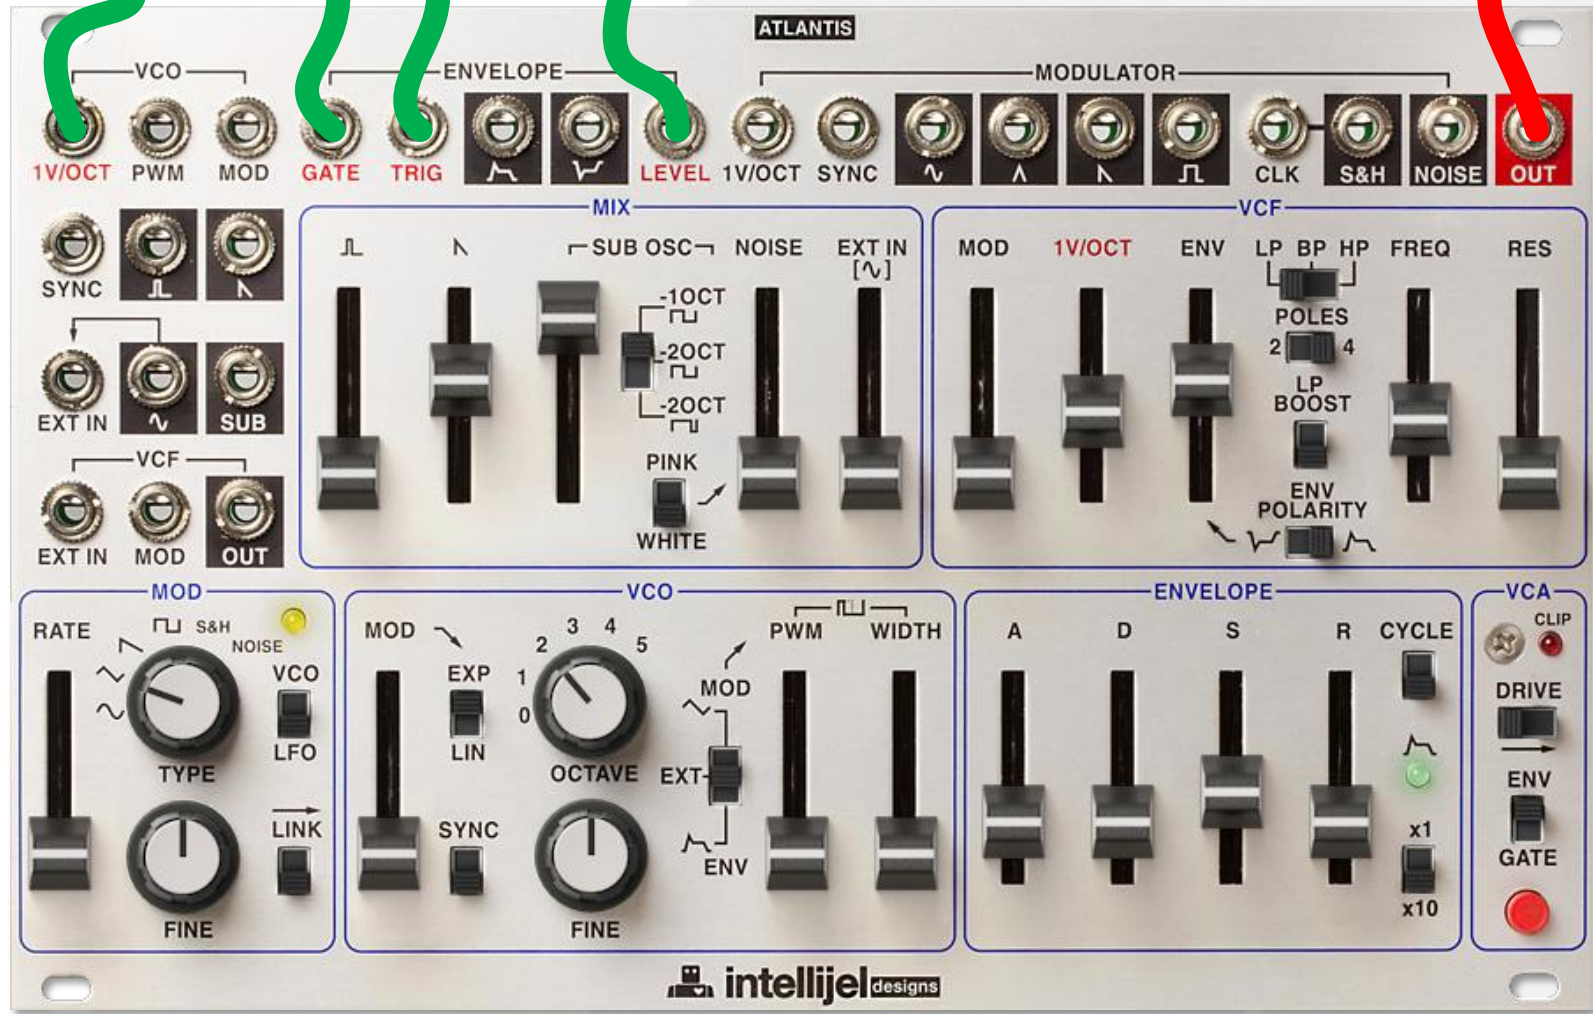 ATLANTIS
VCO ENVELOPE MODULATOR
1V/OCT PWM MOD GATE TRIG LEVEL 1V/OCT SYNC CLK S&H NOISE OUT
SYNC
EXT IN SUB
VCF
EXT IN MOD OUT
MIX
SUB OSC NOISE EXT IN
-1OCT
-2OCT
-2OCT
PINK
WHITE
VCF
MOD 1V/OCT ENV LP BP HP FREQ RES
POLES
2 4
LP
BOOST
ENV
POLARITY
MOD
RATE S&H
NOISE
VCO
LFO
TYPE
LINK
FINE
VCO
MOD 0 1 2 3 4 5 PWM WIDTH
EXP
LIN
OCTAVE
MOD
EXT
ENV
SYNC
FINE
ENVELOPE
A D S R CYCLE
x1
x10
VCA
CLIP
DRIVE
ENV
GATE
intellijel designs